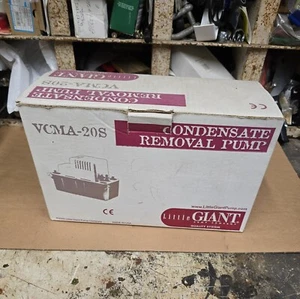 CONDENSATE
REMOVAL PUMP
VCMA-20S
VCMA-20S
CONDENSATE
REMOVAL PUMP
CE
www.LittleGiantPump.com
Little GIANT
CE